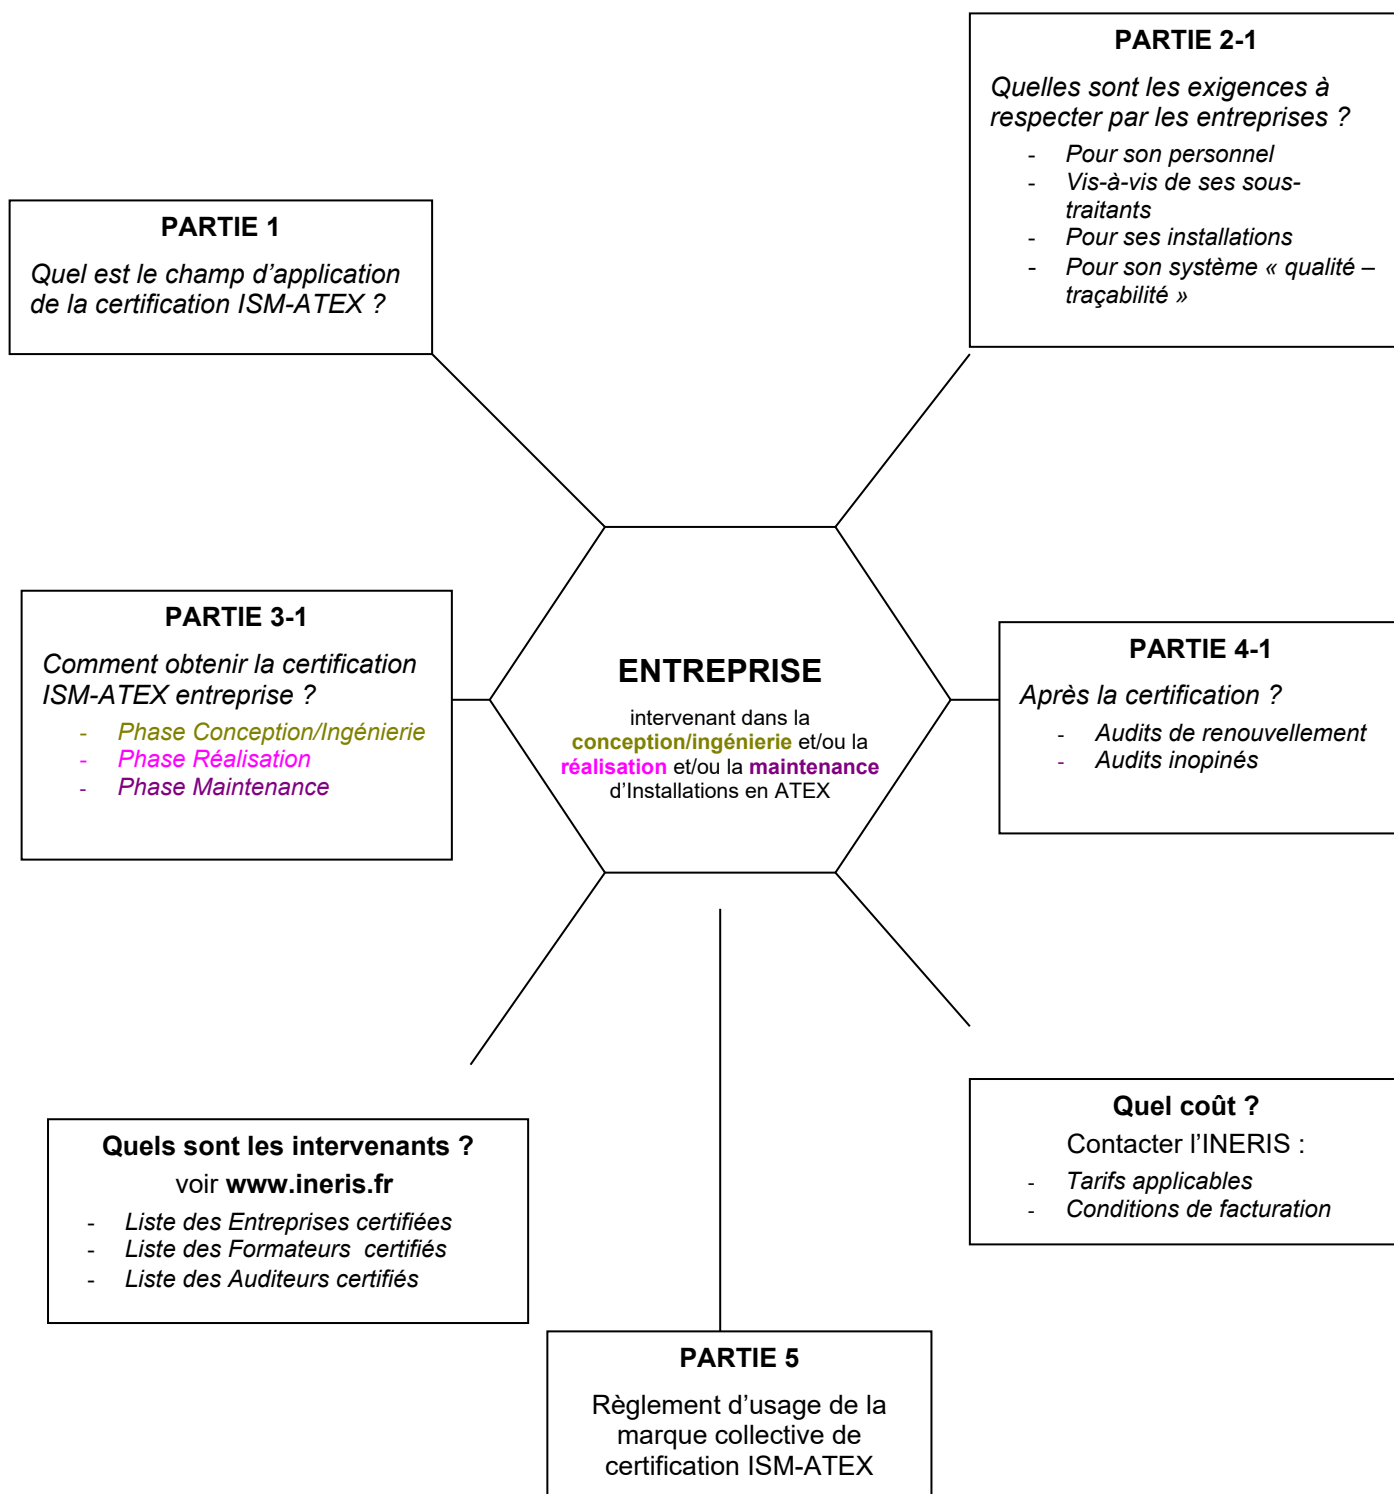 PARTIE 2-1
Quelles sont les exigences à
respecter par les entreprises ?
- Pour son personnel
- Vis-à-vis de ses sous-
traitants
- Pour ses installations
- Pour son système « qualité –
traçabilité »
PARTIE 1
Quel est le champ d’application
de la certification ISM-ATEX ?
PARTIE 3-1
Comment obtenir la certification
ISM-ATEX entreprise ?
- Phase Conception/Ingénierie
- Phase Réalisation
- Phase Maintenance
ENTREPRISE
intervenant dans la
conception/ingénierie et/ou la
réalisation et/ou la maintenance
d’Installations en ATEX
PARTIE 4-1
Après la certification ?
- Audits de renouvellement
- Audits inopinés
Quels sont les intervenants ?
voir www.ineris.fr
- Liste des Entreprises certifiées
- Liste des Formateurs certifiés
- Liste des Auditeurs certifiés
Quel coût ?
Contacter l’INERIS :
- Tarifs applicables
- Conditions de facturation
PARTIE 5
Règlement d’usage de la
marque collective de
certification ISM-ATEX